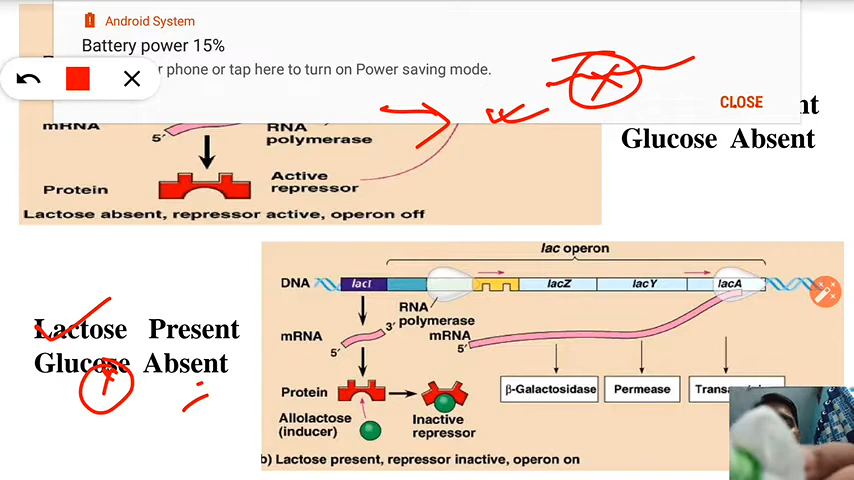 Android System
Battery power 15%
r phone or tap here to turn on Power saving mode.
CLOSE
nt
Glucose Absent
mRNA
5'
RNA
polymerase
Protein
Active
repressor
Lactose absent, repressor active, operon off
lac operon
DNA
lacI
lacZ
lacY
lacA
RNA
polymerase
mRNA
5'
3'
mRNA
5'
Lactose Present
Glucose Absent
Protein
β-Galactosidase
Permease
Allolactose
(inducer)
Inactive
repressor
b) Lactose present, repressor inactive, operon on